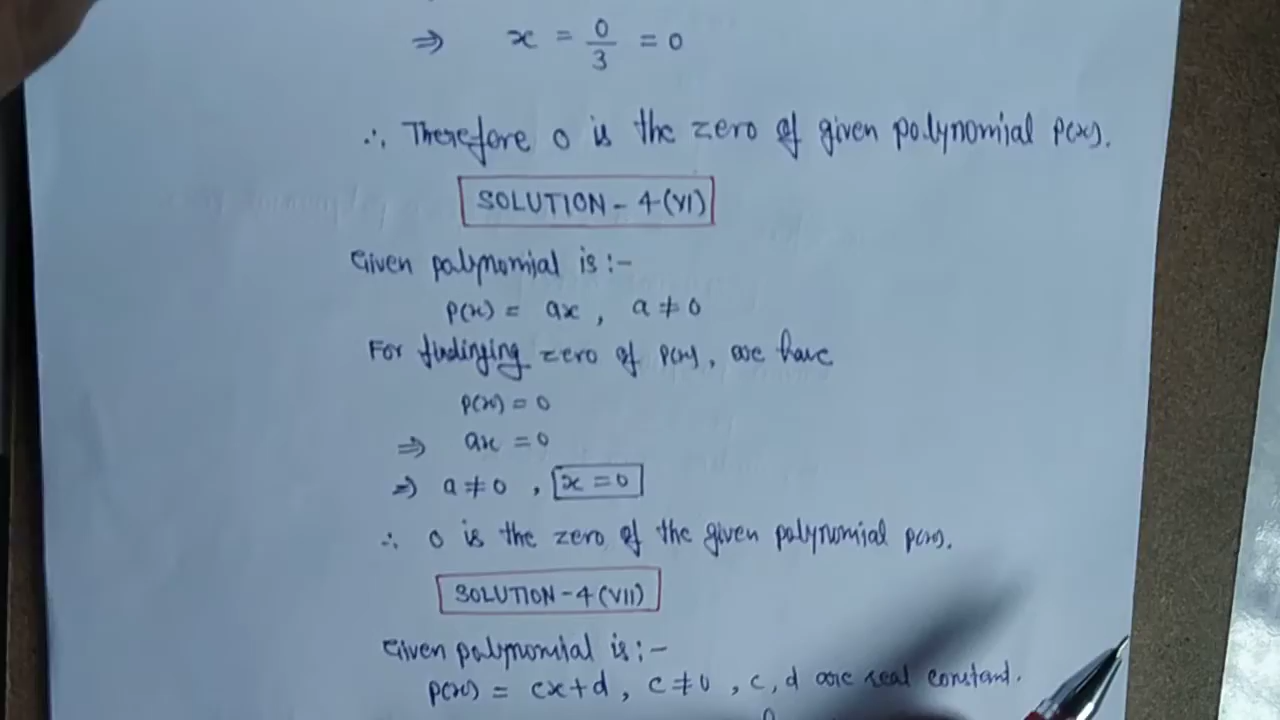 ⇒ x = 0/3 = 0
∴ Therefore 0 is the zero of given polynomial P(x).
SOLUTION - 4(VI)
Given polynomial is :-
P(x) = ax , a ≠ 0
For findinging zero of P(x), we have
P(x) = 0
⇒ ax = 0
⇒ a ≠ 0 , x = 0
∴ 0 is the zero of the given polynomial p(x).
SOLUTION - 4(VII)
Given polynomial is :-
P(x) = cx + d , c ≠ 0 , c, d are real constant.